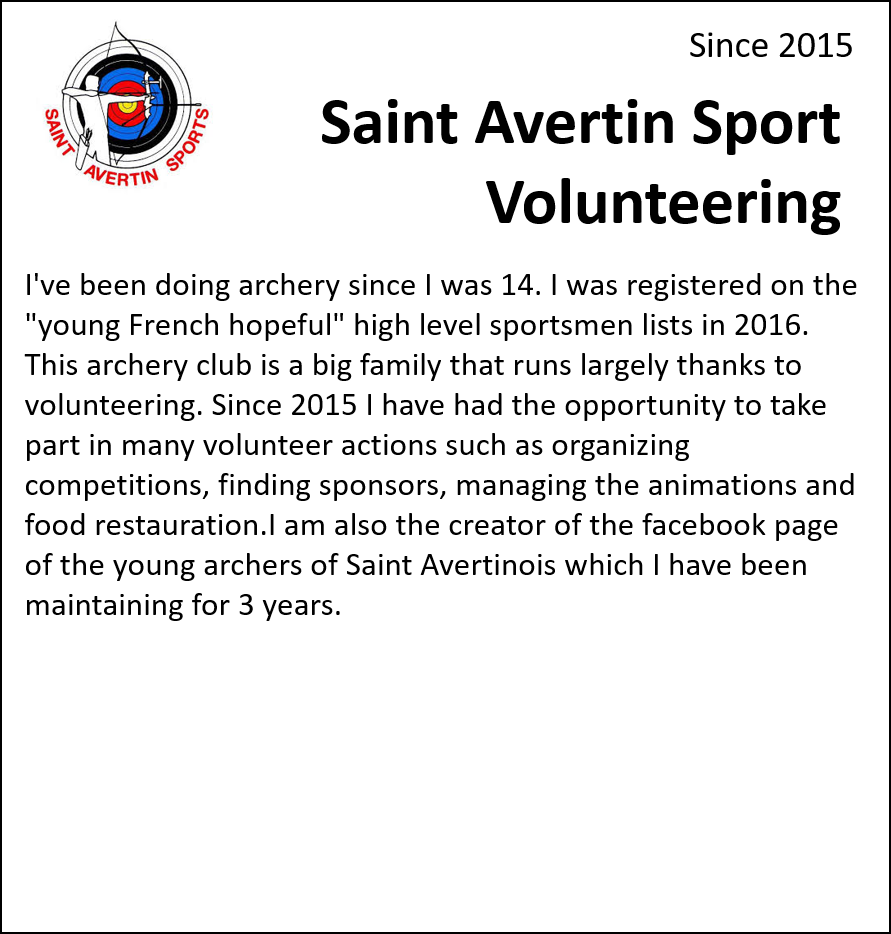 SAINT AVERTIN SPORTS
Since 2015
Saint Avertin Sport
Volunteering
I've been doing archery since I was 14. I was registered on the
"young French hopeful" high level sportsmen lists in 2016.
This archery club is a big family that runs largely thanks to
volunteering. Since 2015 I have had the opportunity to take
part in many volunteer actions such as organizing
competitions, finding sponsors, managing the animations and
food restauration.I am also the creator of the facebook page
of the young archers of Saint Avertinois which I have been
maintaining for 3 years.